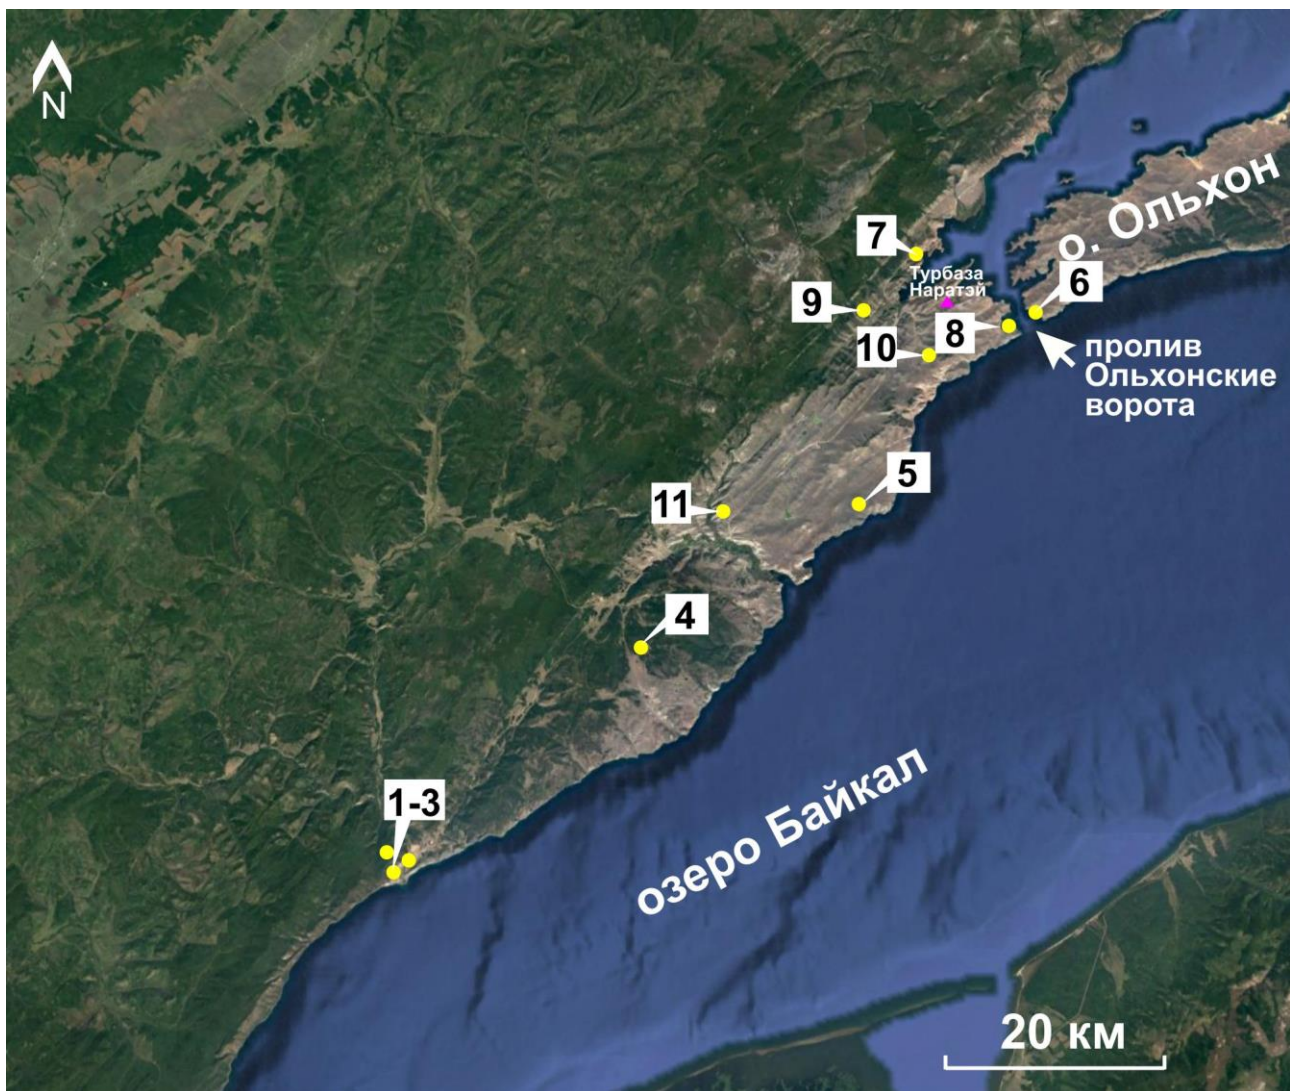 N
о. Ольхон
7
Турбаза
Наратэй
6
9
8
10
пролив
Ольхонские
ворота
5
11
4
1-3
озеро Байкал
20 км